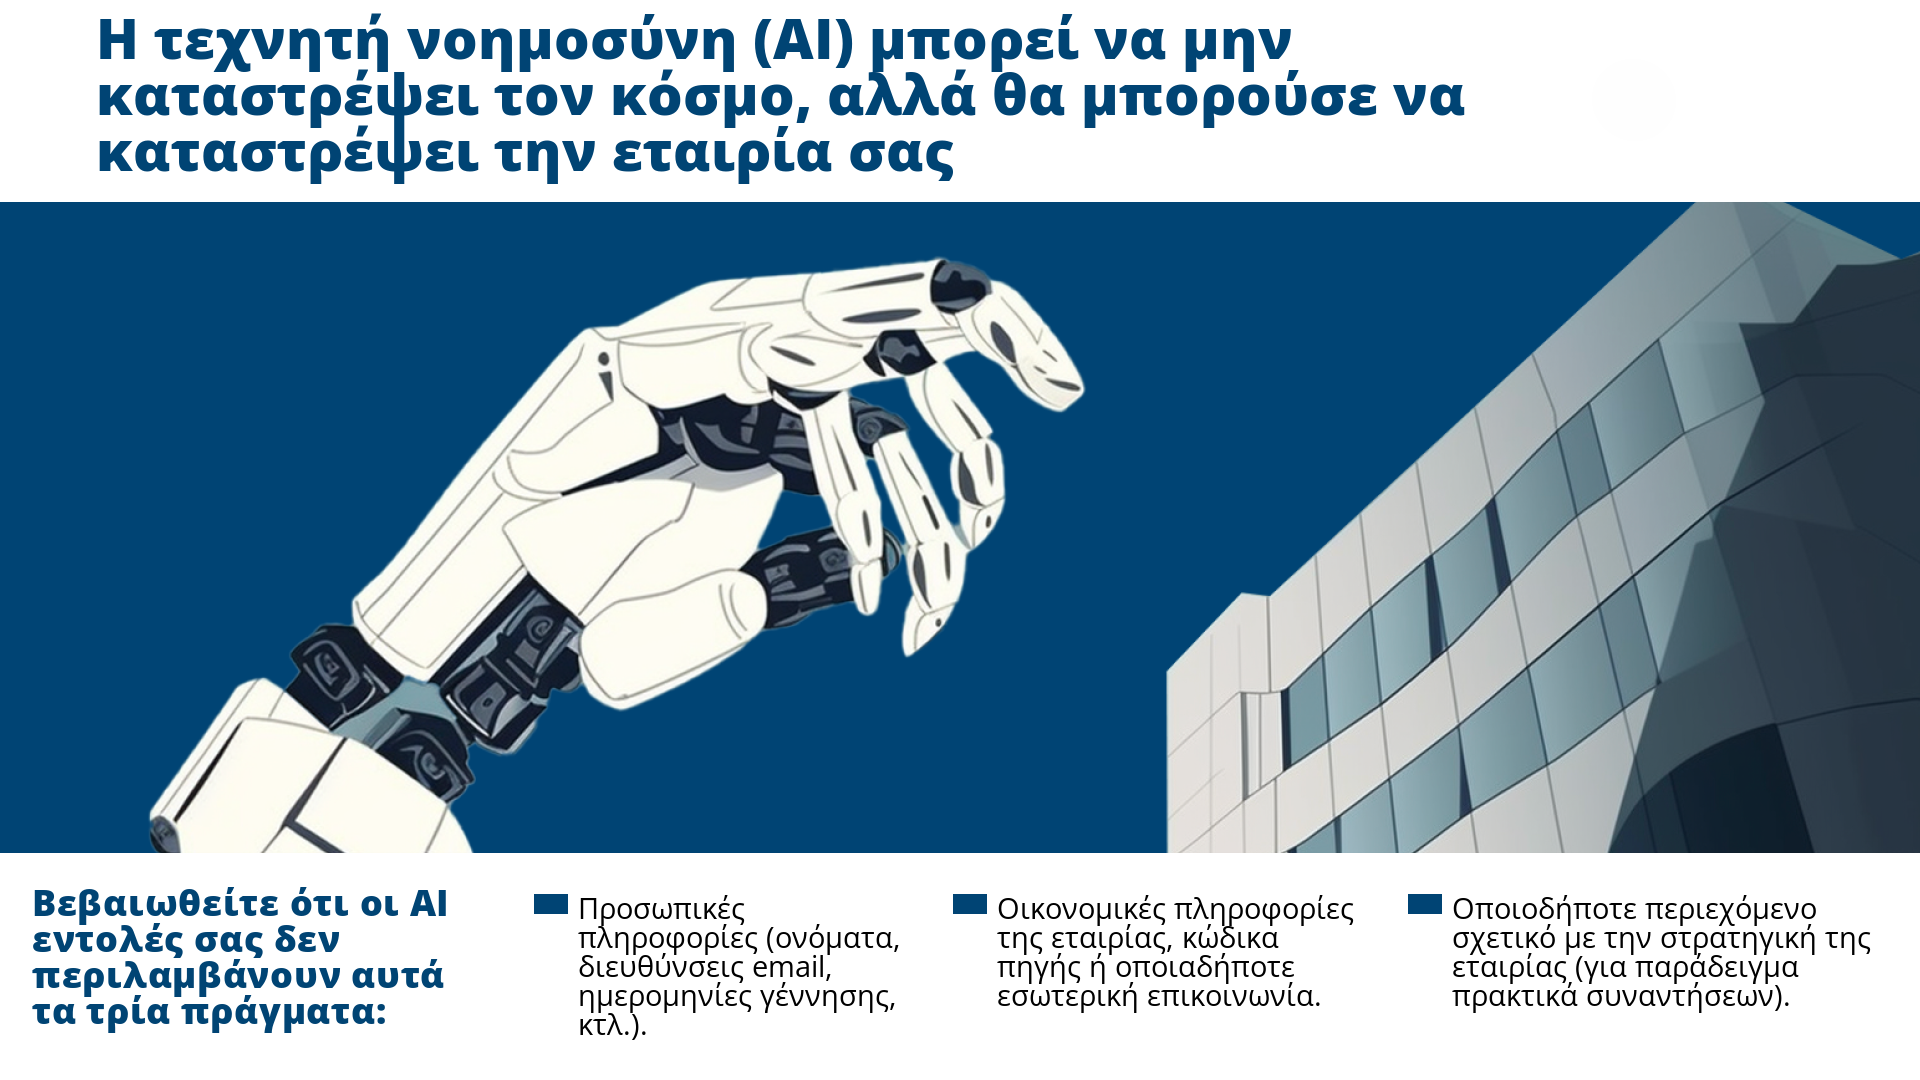 Η τεχνητή νοημοσύνη (AI) μπορεί να μην
καταστρέψει τον κόσμο, αλλά θα μπορούσε να
καταστρέψει την εταιρία σας
Βεβαιωθείτε ότι οι AI
εντολές σας δεν
περιλαμβάνουν αυτά
τα τρία πράγματα:
Προσωπικές
πληροφορίες (ονόματα,
διευθύνσεις email,
ημερομηνίες γέννησης,
κτλ.).
Οικονομικές πληροφορίες
της εταιρίας, κώδικα
πηγής ή οποιαδήποτε
εσωτερική επικοινωνία.
Οποιοδήποτε περιεχόμενο
σχετικό με την στρατηγική της
εταιρίας (για παράδειγμα
πρακτικά συναντήσεων).